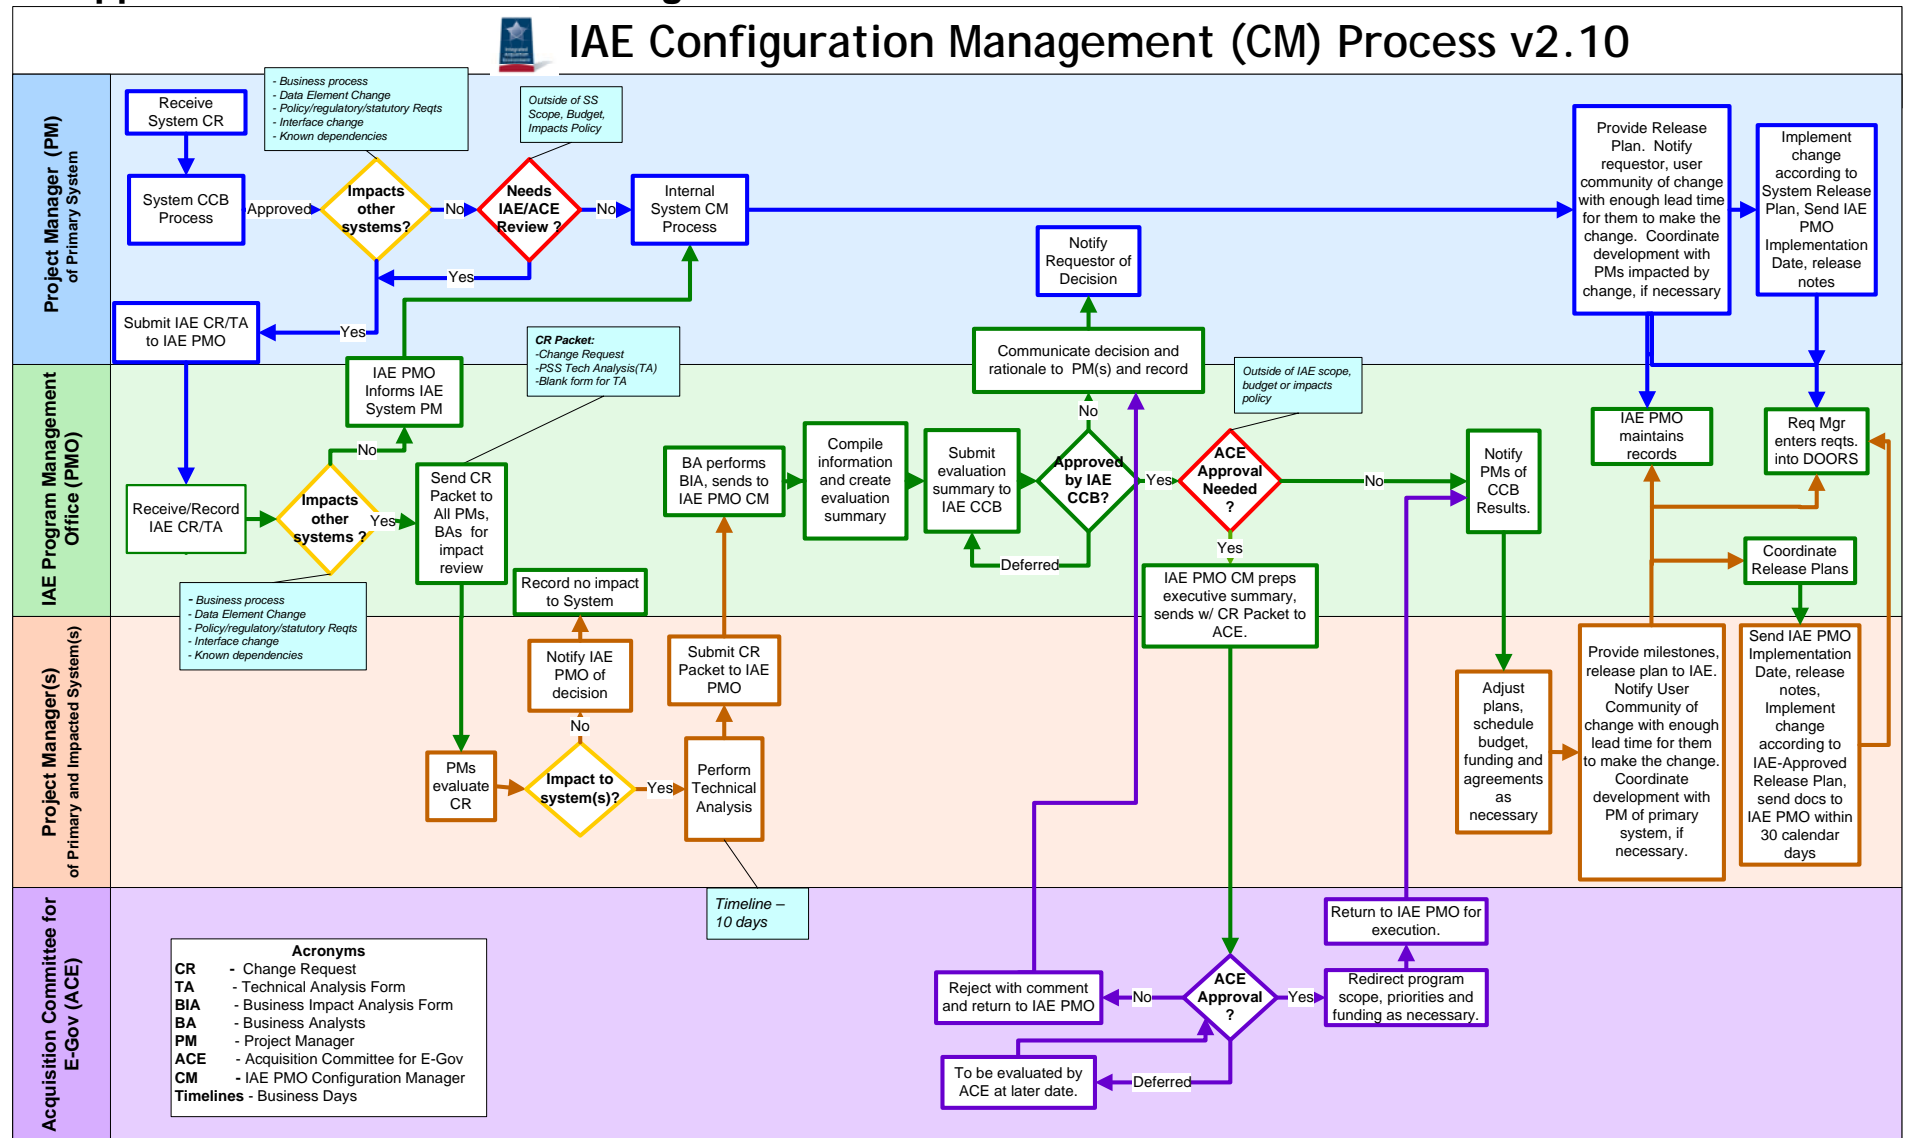 IAE Configuration Management (CM) Process v2.10
Project Manager (PM)
of Primary System
Receive
System CR
System CCB
Process
Approved
- Business process
- Data Element Change
- Policy/regulatory/statutory Reqts
- Interface change
- Known dependencies
Impacts
other
systems?
No
Outside of SS
Scope, Budget,
Impacts Policy
Needs
IAE/ACE
Review ?
No
Yes
Internal
System CM
Process
Yes
Submit IAE CR/TA
to IAE PMO
Notify
Requestor of
Decision
Provide Release
Plan. Notify
requestor, user
community of change
with enough lead time
for them to make the
change. Coordinate
development with
PMs impacted by
change, if necessary
Implement
change
according to
System Release
Plan, Send IAE
PMO
Implementation
Date, release
notes
IAE Program Management
Office (PMO)
Receive/Record
IAE CR/TA
Impacts
other
systems ?
No
Yes
IAE PMO
Informs IAE
System PM
- Business process
- Data Element Change
- Policy/regulatory/statutory Reqts
- Interface change
- Known dependencies
CR Packet:
-Change Request
-PSS Tech Analysis(TA)
-Blank form for TA
Send CR
Packet to
All PMs,
BAs for
impact
review
Record no impact
to System
BA performs
BIA, sends to
IAE PMO CM
Compile
information
and create
evaluation
summary
Submit
evaluation
summary to
IAE CCB
Communicate decision and
rationale to PM(s) and record
No
Approved
by IAE
CCB?
Yes
Deferred
Outside of IAE scope,
budget or impacts
policy
ACE
Approval
Needed
?
No
Yes
IAE PMO CM preps
executive summary,
sends w/ CR Packet to
ACE.
Notify
PMs of
CCB
Results.
IAE PMO
maintains
records
Req Mgr
enters reqts.
into DOORS
Coordinate
Release Plans
Project Manager(s)
of Primary and Impacted System(s)
PMs
evaluate
CR
Impact to
system(s)?
No
Yes
Notify IAE
PMO of
decision
Perform
Technical
Analysis
Submit CR
Packet to IAE
PMO
Timeline –
10 days
Adjust
plans,
schedule
budget,
funding and
agreements
as
necessary
Provide milestones,
release plan to IAE.
Notify User
Community of
change with enough
lead time for them
to make the change.
Coordinate
development with
PM of primary
system, if
necessary.
Send IAE PMO
Implementation
Date, release
notes,
Implement
change
according to
IAE-Approved
Release Plan,
send docs to
IAE PMO within
30 calendar
days
Acquisition Committee for
E-Gov (ACE)
Acronyms
CR - Change Request
TA - Technical Analysis Form
BIA - Business Impact Analysis Form
BA - Business Analysts
PM - Project Manager
ACE - Acquisition Committee for E-Gov
CM - IAE PMO Configuration Manager
Timelines - Business Days
Reject with comment
and return to IAE PMO
No
ACE
Approval
?
Yes
Redirect program
scope, priorities and
funding as necessary.
Return to IAE PMO for
execution.
To be evaluated by
ACE at later date.
Deferred